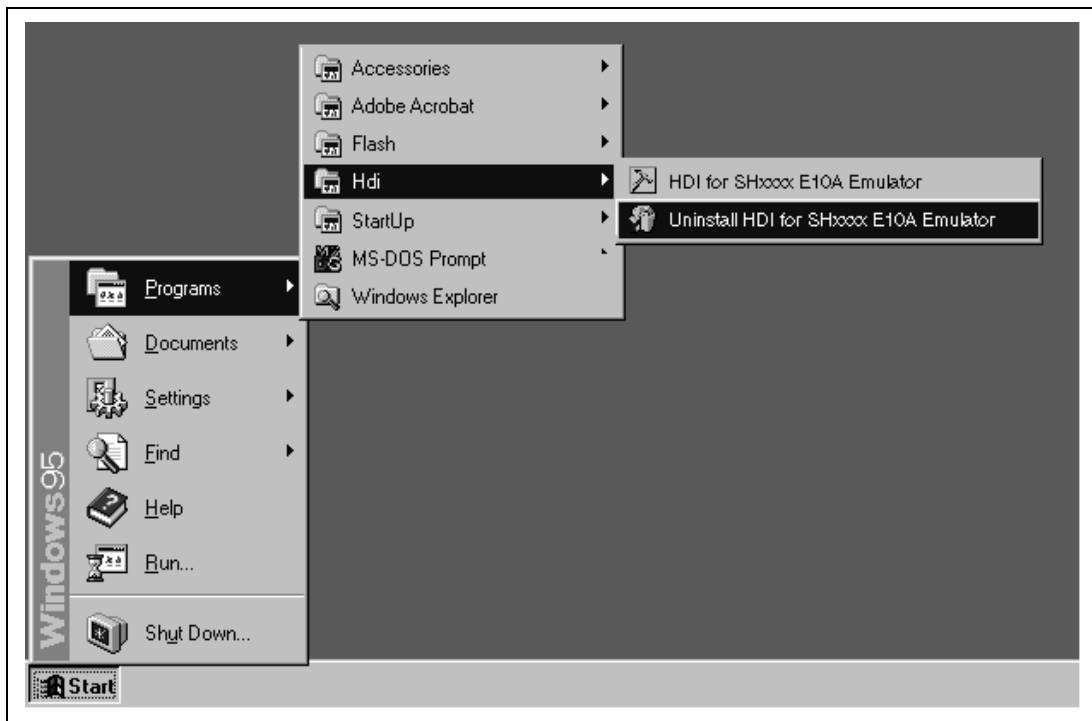 Accessories
Adobe Acrobat
Flash
Hdi
StartUp
MS-DOS Prompt
Windows Explorer
HDI for SHxxxx E10A Emulator
Uninstall HDI for SHxxxx E10A Emulator
Programs
Documents
Settings
Find
Help
Run...
Shut Down...
Windows95
Start